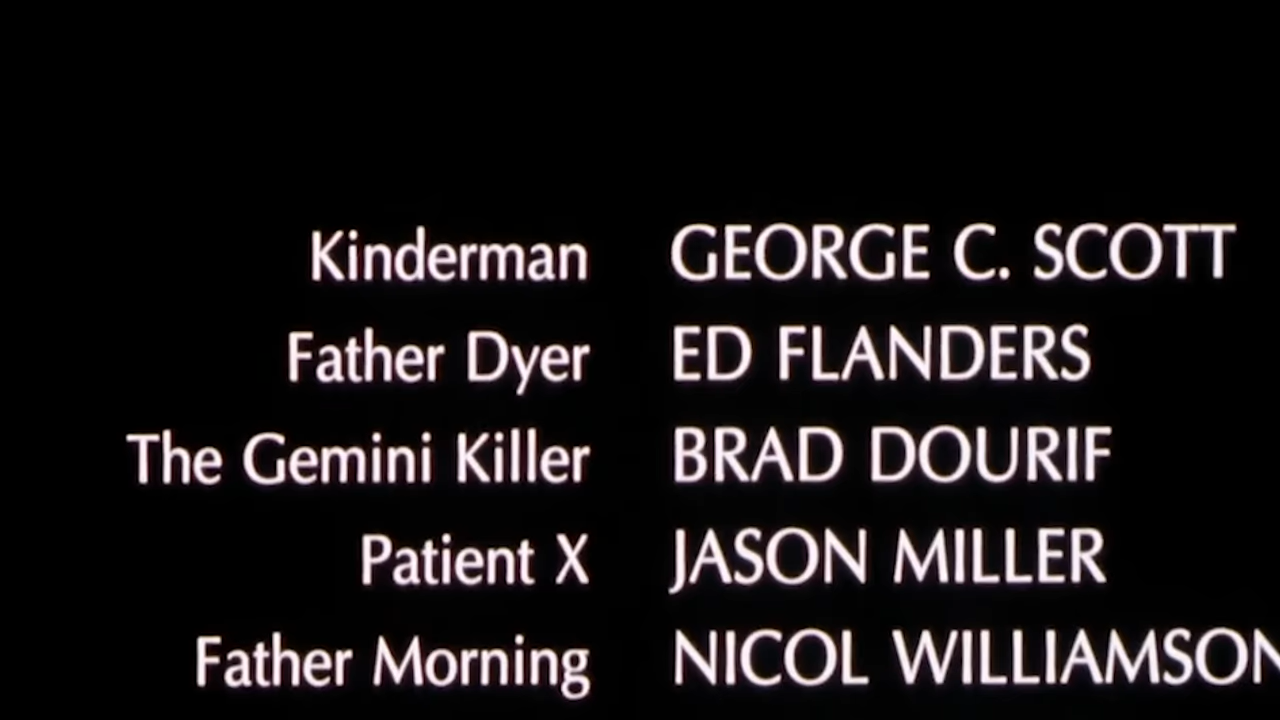 Kinderman GEORGE C. SCOTT
Father Dyer ED FLANDERS
The Gemini Killer BRAD DOURIF
Patient X JASON MILLER
Father Morning NICOL WILLIAMSON